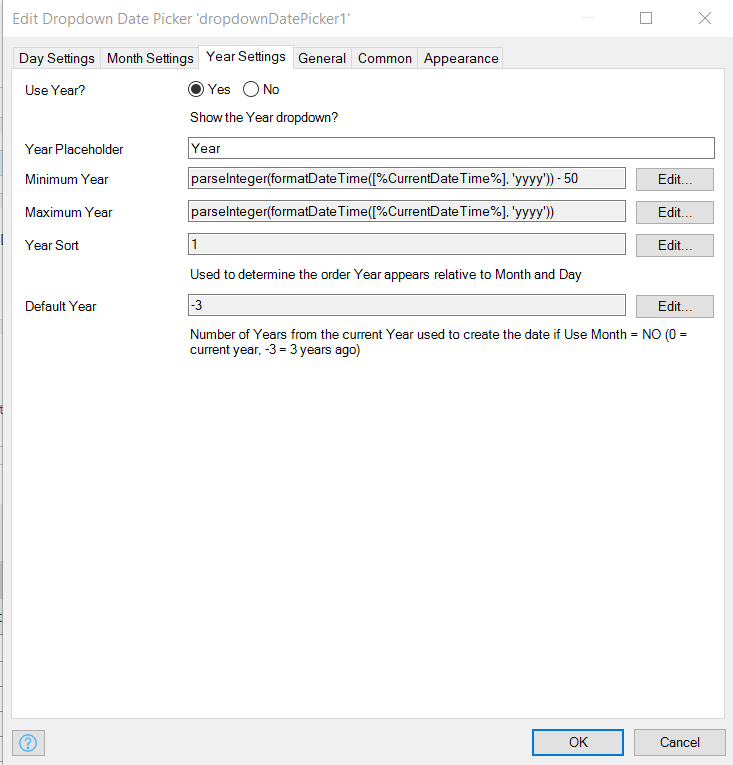 Edit Dropdown Date Picker 'dropdownDatePicker1'
Day Settings Month Settings Year Settings General Common Appearance
Use Year? Yes No
Show the Year dropdown?
Year Placeholder Year
Minimum Year parseInteger(formatDateTime([%CurrentDateTime%], 'yyyy')) - 50 Edit...
Maximum Year parseInteger(formatDateTime([%CurrentDateTime%], 'yyyy')) Edit...
Year Sort 1 Edit...
Used to determine the order Year appears relative to Month and Day
Default Year -3 Edit...
Number of Years from the current Year used to create the date if Use Month = NO (0 =
current year, -3 = 3 years ago)
? OK Cancel